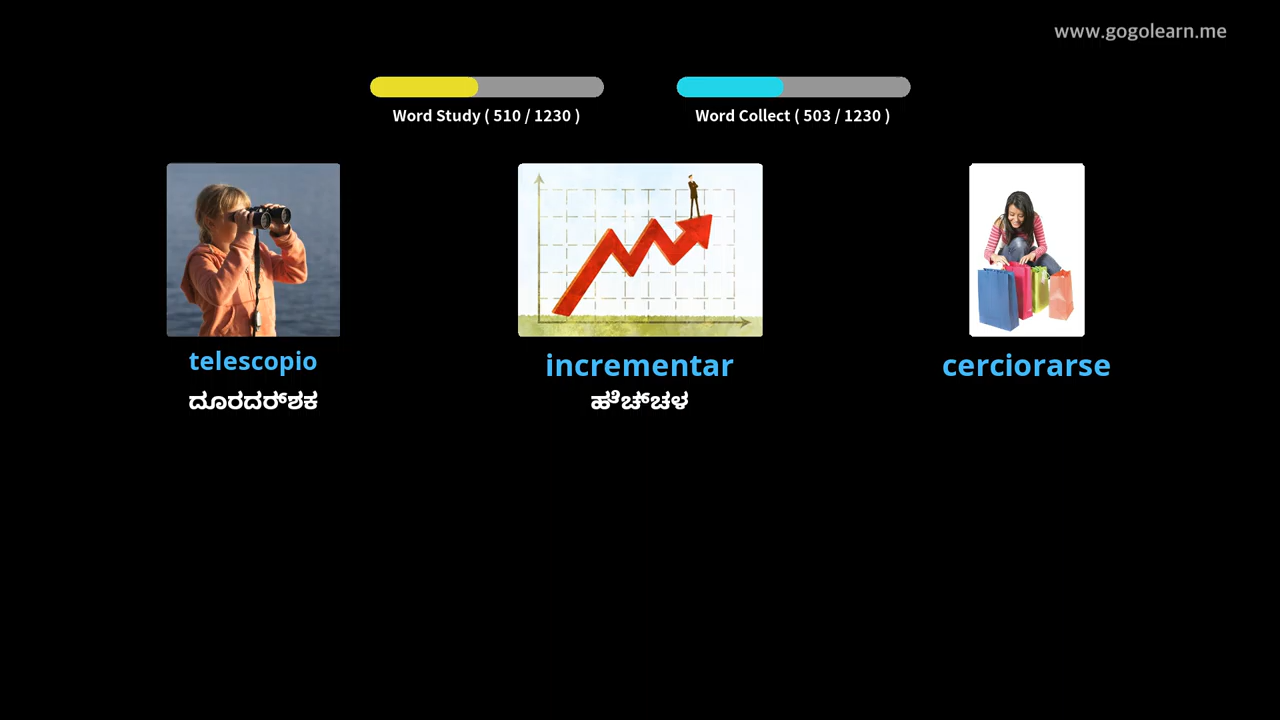 www.gogolearn.me
Word Study ( 510 / 1230 )
Word Collect ( 503 / 1230 )
telescopio
incrementar
cerciorarse
ದೂರದರ್ಶಕ
ಹೆಚ್ಚಳ